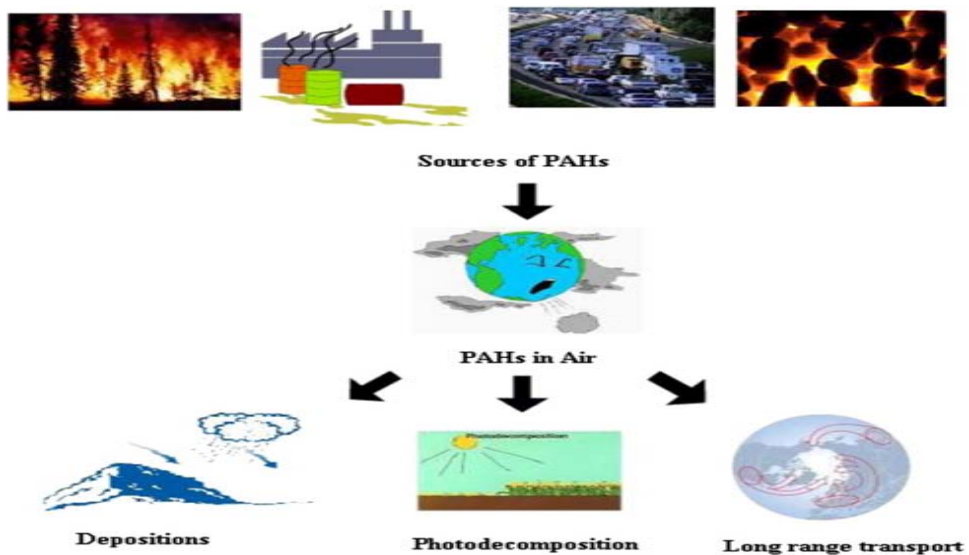 Sources of PAHs
PAHs in Air
Photodecomposition
Depositions
Photodecomposition
Long range transport